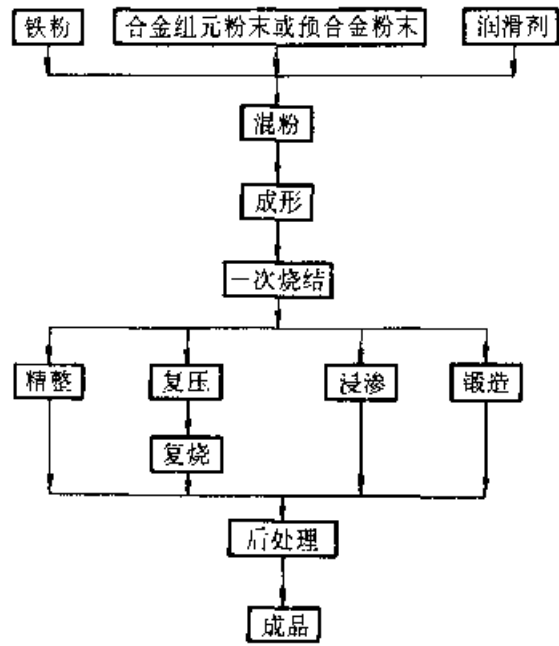 铁粉
合金组元粉末或预合金粉末
润滑剂
混粉
成形
一次烧结
精整
复压
浸渗
锻造
复烧
后处理
成品